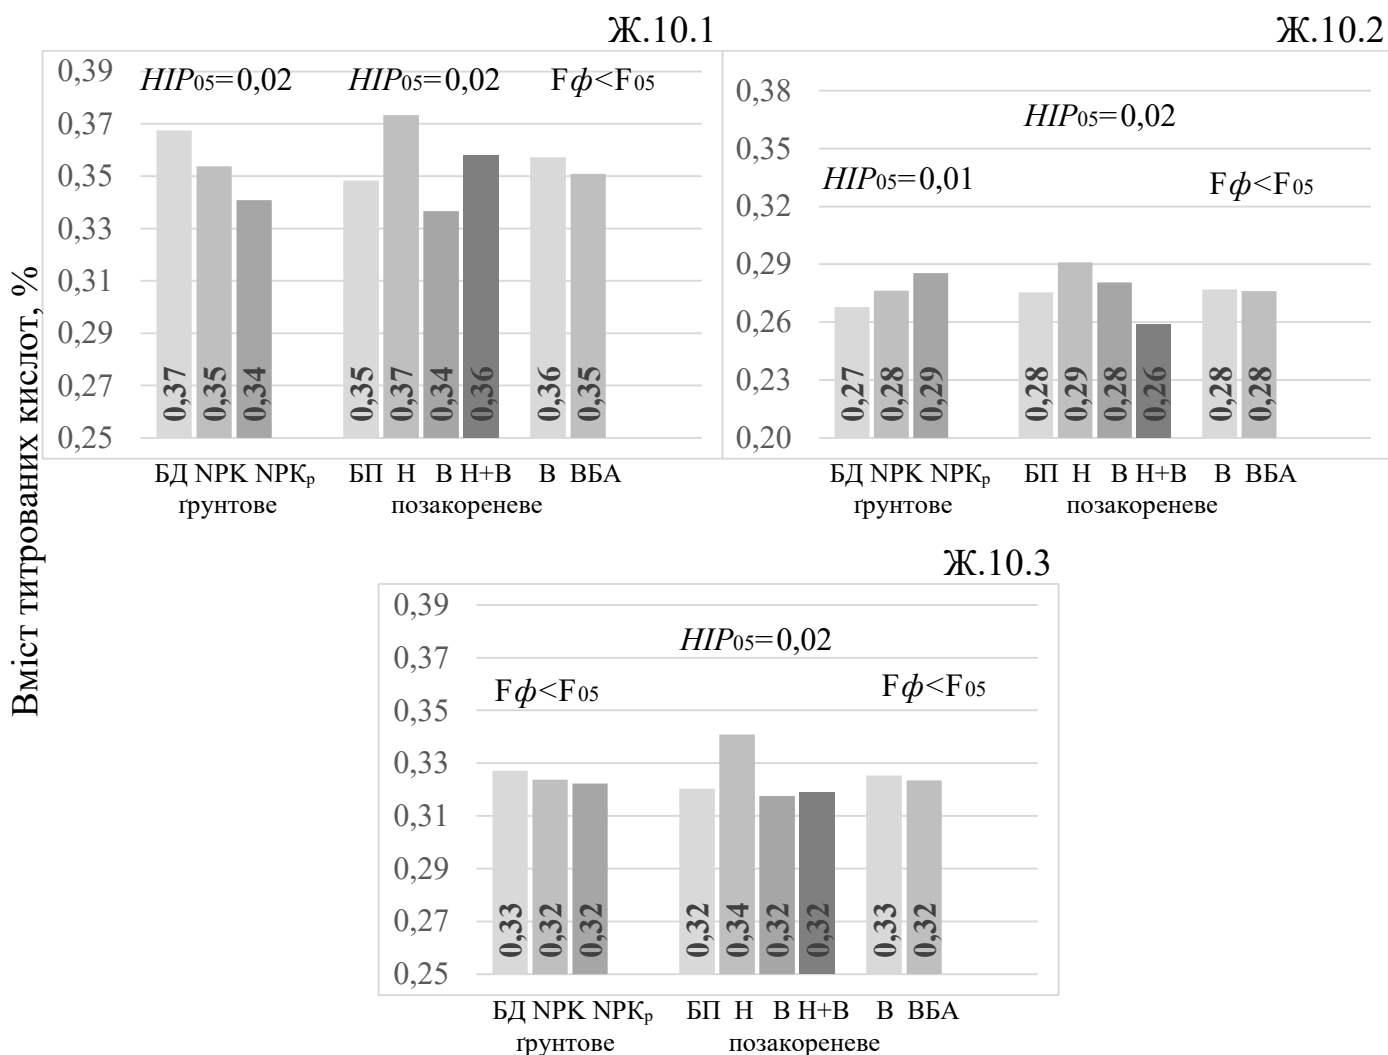 Ж.10.1
Ж.10.2
Вміст титрованих кислот, %
0,39
0,37
0,35
0,33
0,31
0,29
0,27
0,25
НІР05=0,02
НІР05=0,02
Fф<F05
0,37
0,35
0,34
0,35
0,37
0,34
0,36
0,36
0,35
БД NPK NPKр
БП Н В Н+В
В ВБА
ґрунтове
позакореневе
0,38
0,35
0,32
0,29
0,26
0,23
0,20
НІР05=0,01
НІР05=0,02
Fф<F05
0,27
0,28
0,29
0,28
0,29
0,28
0,26
0,28
0,28
БД NPK NPKр
БП Н В Н+В
В ВБА
ґрунтове
позакореневе
Ж.10.3
0,39
0,37
0,35
0,33
0,31
0,29
0,27
0,25
Fф<F05
НІР05=0,02
Fф<F05
0,33
0,32
0,32
0,32
0,34
0,32
0,32
0,33
0,32
БД NPK NPKр
БП Н В Н+В
В ВБА
ґрунтове
позакореневе